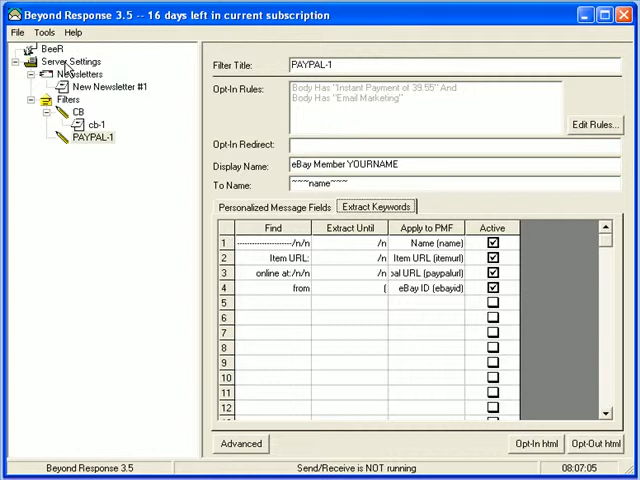 Beyond Response 3.5 -- 16 days left in current subscription
File Tools Help
BeeR
Server Settings
Newsletters
New Newsletter #1
Filters
CB
cb-1
PAYPAL-1
Filter Title: PAYPAL-1
Opt-In Rules: Body Has "Instant Payment of 39.55" And
Body Has "Email Marketing"
Edit Rules...
Opt-In Redirect:
Display Name: eBay Member YOURNAME
To Name: ~~~name~~~
Personalized Message Fields Extract Keywords
Find Extract Until Apply to PMF Active
1 ---------------------/n/n /n Name (name)
2 Item URL: /n Item URL (itemurl)
3 online at:/n/n /n pal URL (paypalurl)
4 from ( eBay ID (ebayid)
5
6
7
8
9
10
11
12
Advanced Opt-In html Opt-Out html
Beyond Response 3.5 Send/Receive is NOT running 08:07:05